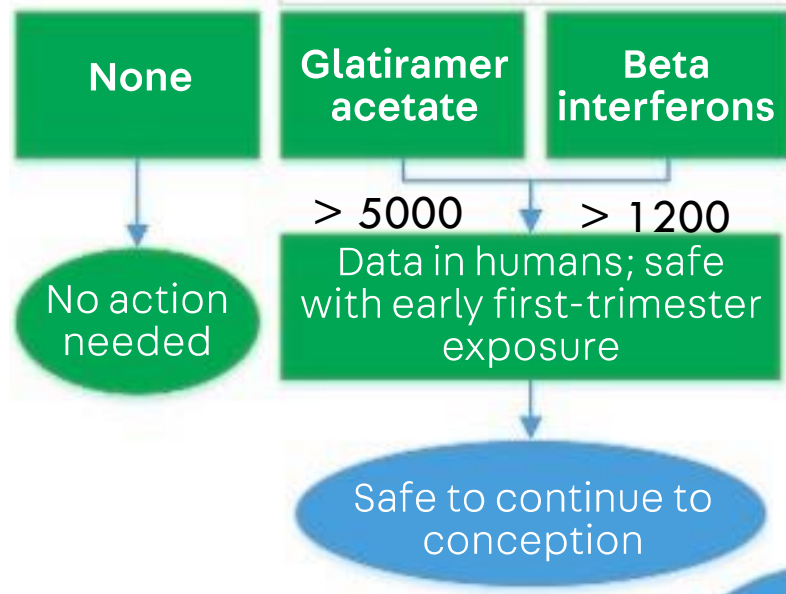 None
Glatiramer
acetate
Beta
interferons
> 5000
> 1200
No action
needed
Data in humans; safe
with early first-trimester
exposure
Safe to continue to
conception